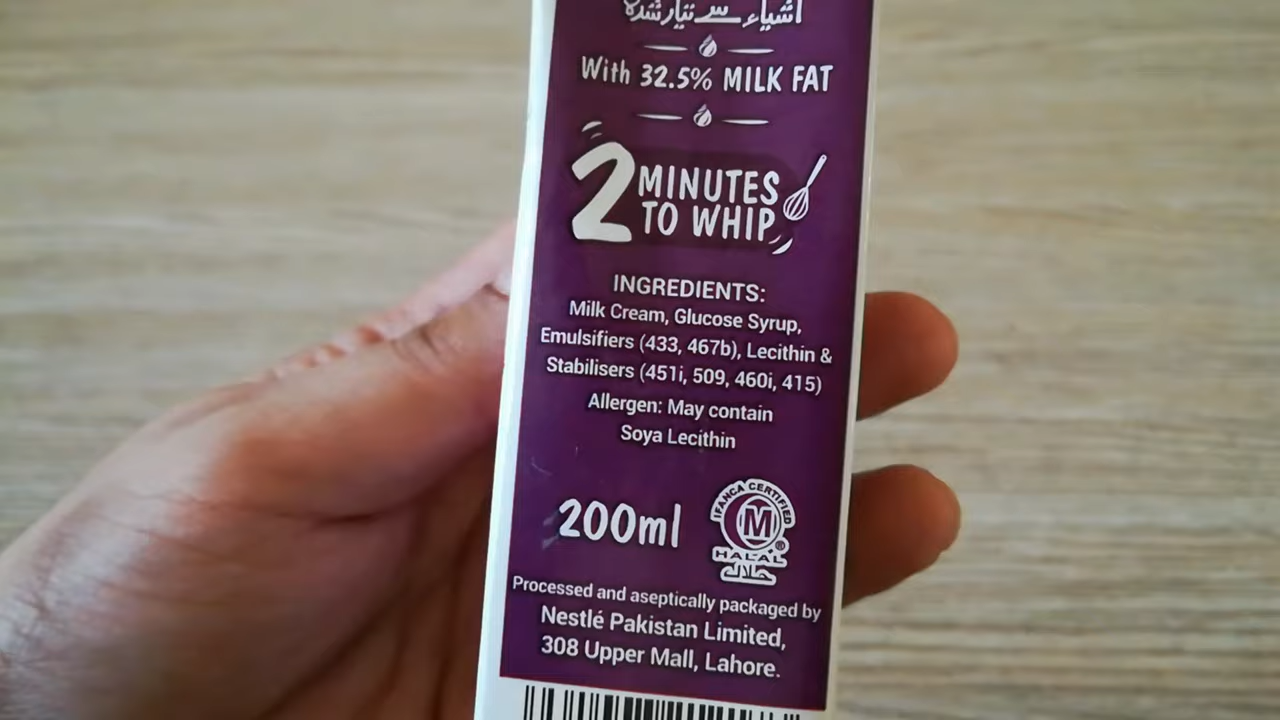 اشیاء سے تیار شدہ
With 32.5% MILK FAT
2 MINUTES
TO WHIP
INGREDIENTS:
Milk Cream, Glucose Syrup,
Emulsifiers (433, 467b), Lecithin &
Stabilisers (451i, 509, 460i, 415)
Allergen: May contain
Soya Lecithin
200ml
IFANCA CERTIFIED
M
®
HALAL
حلال
Processed and aseptically packaged by
Nestlé Pakistan Limited,
308 Upper Mall, Lahore.